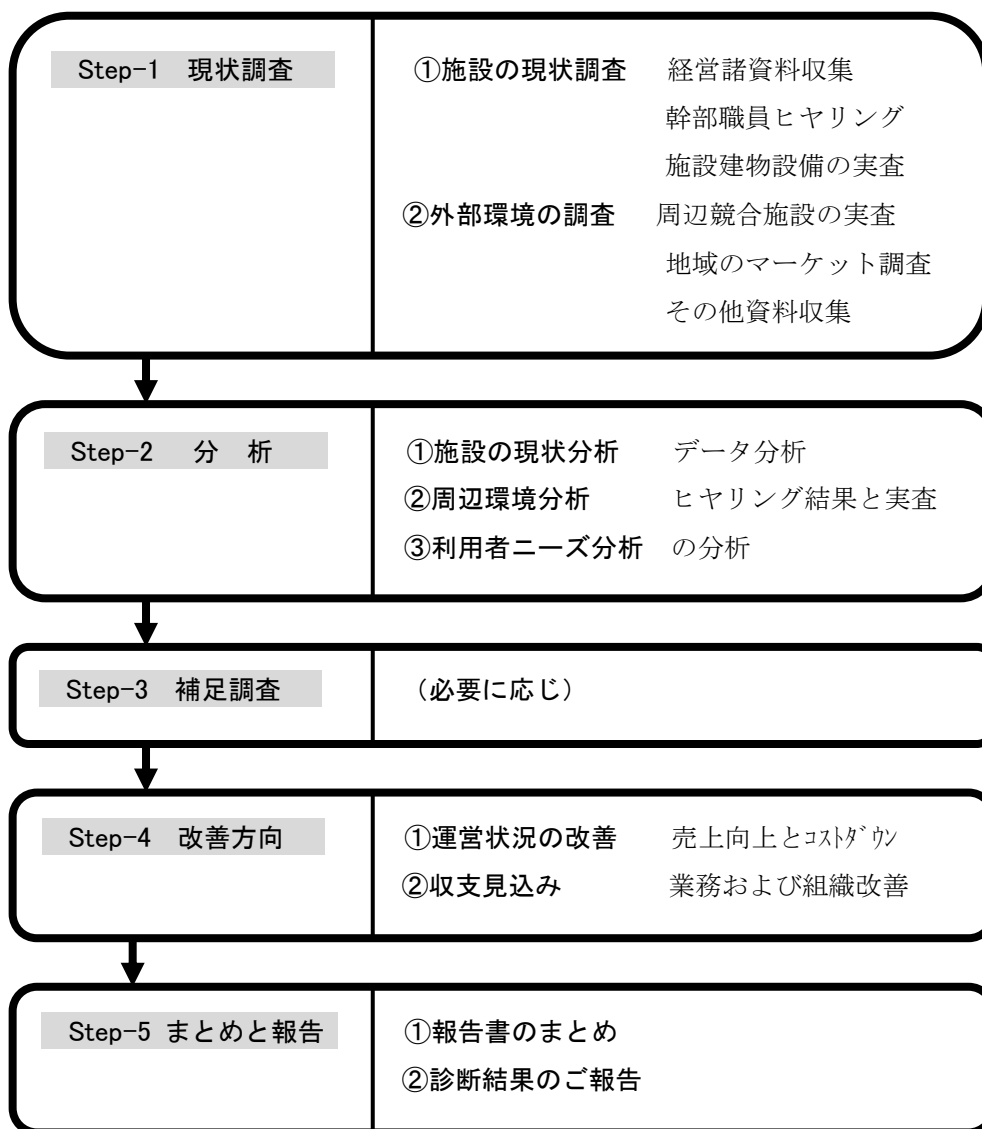 Step-1 現状調査 ①施設の現状調査 経営諸資料収集
幹部職員ヒヤリング
施設建物設備の実査
②外部環境の調査 周辺競合施設の実査
地域のマーケット調査
その他資料収集
Step-2 分 析 ①施設の現状分析 データ分析
②周辺環境分析 ヒヤリング結果と実査
③利用者ニーズ分析 の分析
Step-3 補足調査 （必要に応じ）
Step-4 改善方向 ①運営状況の改善 売上向上とｺｽﾄﾀﾞｳﾝ
②収支見込み 業務および組織改善
Step-5 まとめと報告 ①報告書のまとめ
②診断結果のご報告